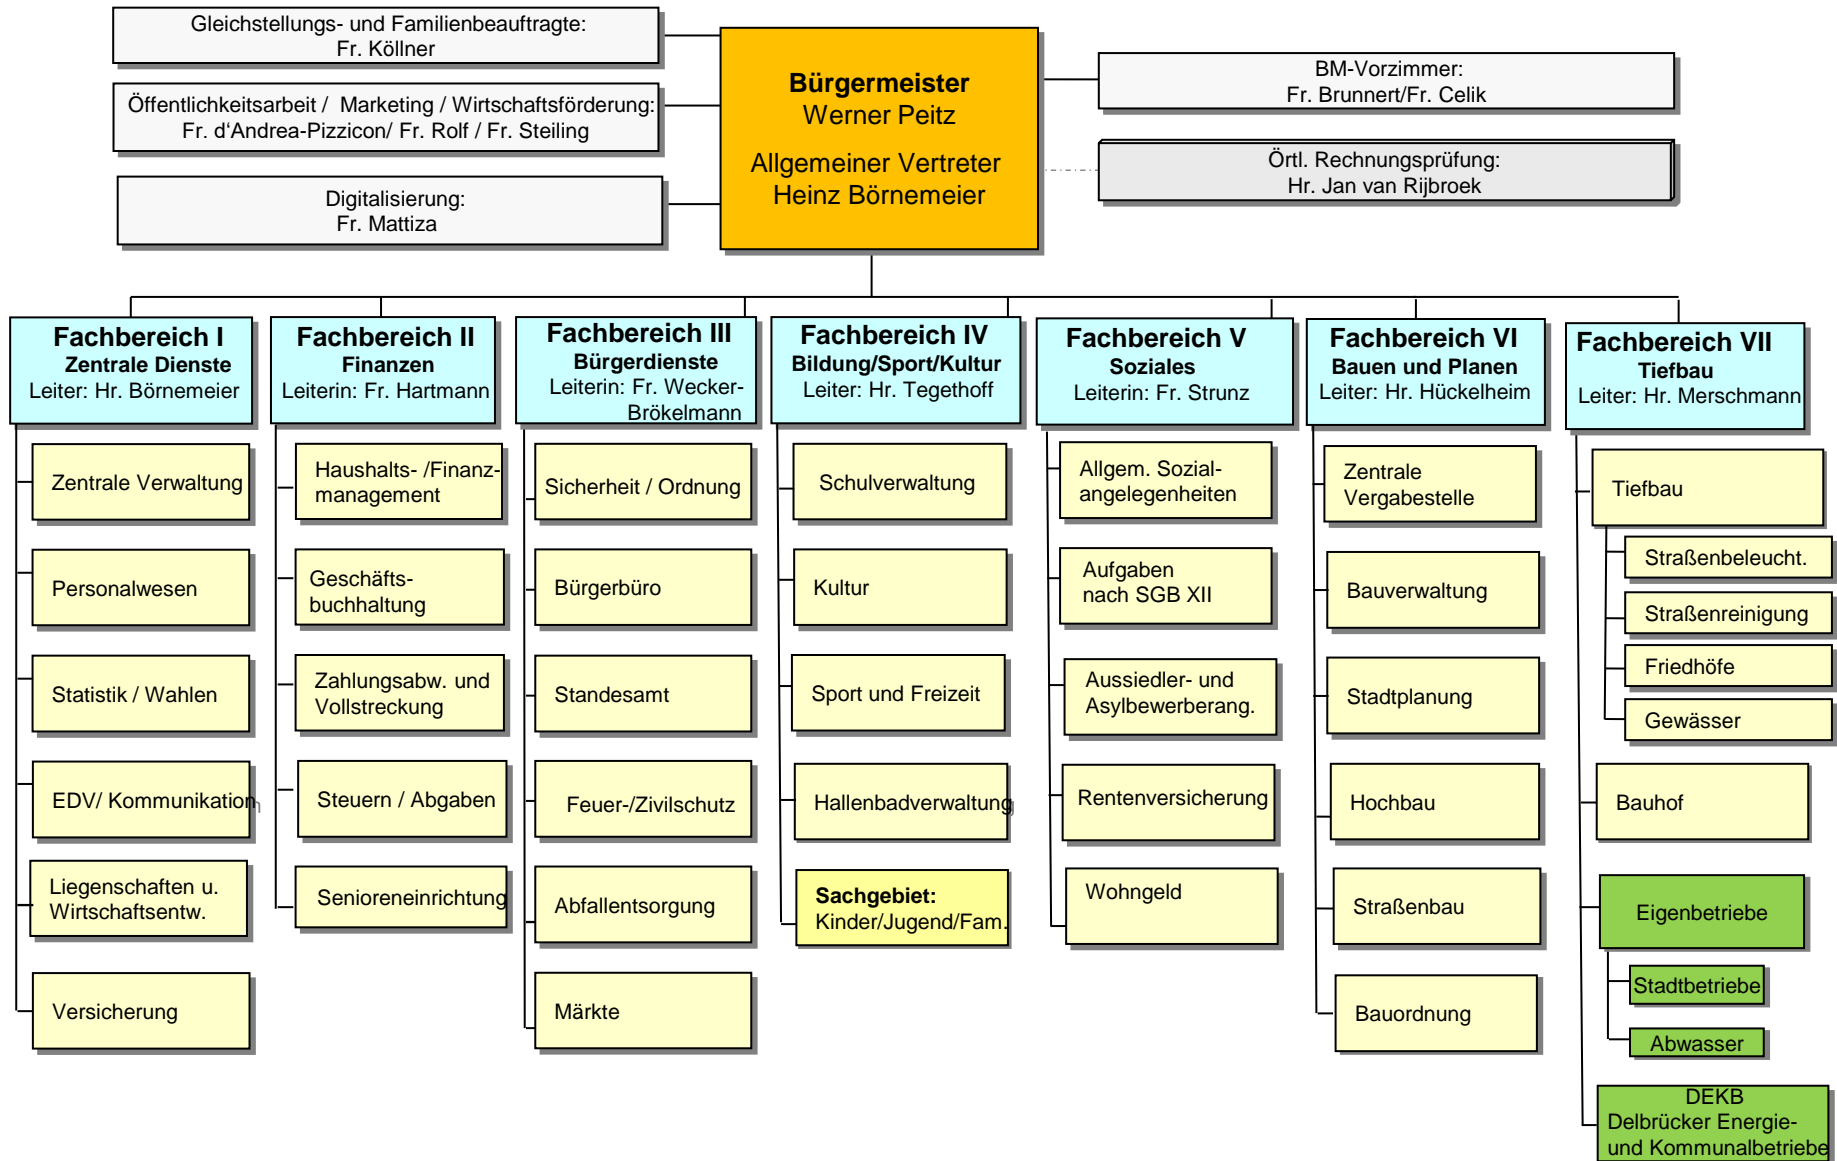 Gleichstellungs- und Familienbeauftragte:
Fr. Köllner
Öffentlichkeitsarbeit / Marketing / Wirtschaftsförderung:
Fr. d‘Andrea-Pizzicon/ Fr. Rolf / Fr. Steiling
Digitalisierung:
Fr. Mattiza
Bürgermeister
Werner Peitz
Allgemeiner Vertreter
Heinz Börnemeier
BM-Vorzimmer:
Fr. Brunnert/Fr. Celik
Örtl. Rechnungsprüfung:
Hr. Jan van Rijbroek
Fachbereich I
Zentrale Dienste
Leiter: Hr. Börnemeier
Zentrale Verwaltung
Personalwesen
Statistik / Wahlen
EDV/ Kommunikation
Liegenschaften u.
Wirtschaftsentw.
Versicherung
Fachbereich II
Finanzen
Leiterin: Fr. Hartmann
Haushalts- /Finanz-
management
Geschäfts-
buchhaltung
Zahlungsabw. und
Vollstreckung
Steuern / Abgaben
Senioreneinrichtung
Fachbereich III
Bürgerdienste
Leiterin: Fr. Wecker-
Brökelmann
Sicherheit / Ordnung
Bürgerbüro
Standesamt
Feuer-/Zivilschutz
Abfallentsorgung
Märkte
Fachbereich IV
Bildung/Sport/Kultur
Leiter: Hr. Tegethoff
Schulverwaltung
Kultur
Sport und Freizeit
Hallenbadverwaltung
Sachgebiet:
Kinder/Jugend/Fam.
Fachbereich V
Soziales
Leiterin: Fr. Strunz
Allgem. Sozial-
angelegenheiten
Aufgaben
nach SGB XII
Aussiedler- und
Asylbewerberang.
Rentenversicherung
Wohngeld
Fachbereich VI
Bauen und Planen
Leiter: Hr. Hückelheim
Zentrale
Vergabestelle
Bauverwaltung
Stadtplanung
Hochbau
Straßenbau
Bauordnung
Fachbereich VII
Tiefbau
Leiter: Hr. Merschmann
Tiefbau
Straßenbeleucht.
Straßenreinigung
Friedhöfe
Gewässer
Bauhof
Eigenbetriebe
Stadtbetriebe
Abwasser
DEKB
Delbrücker Energie-
und Kommunalbetriebe